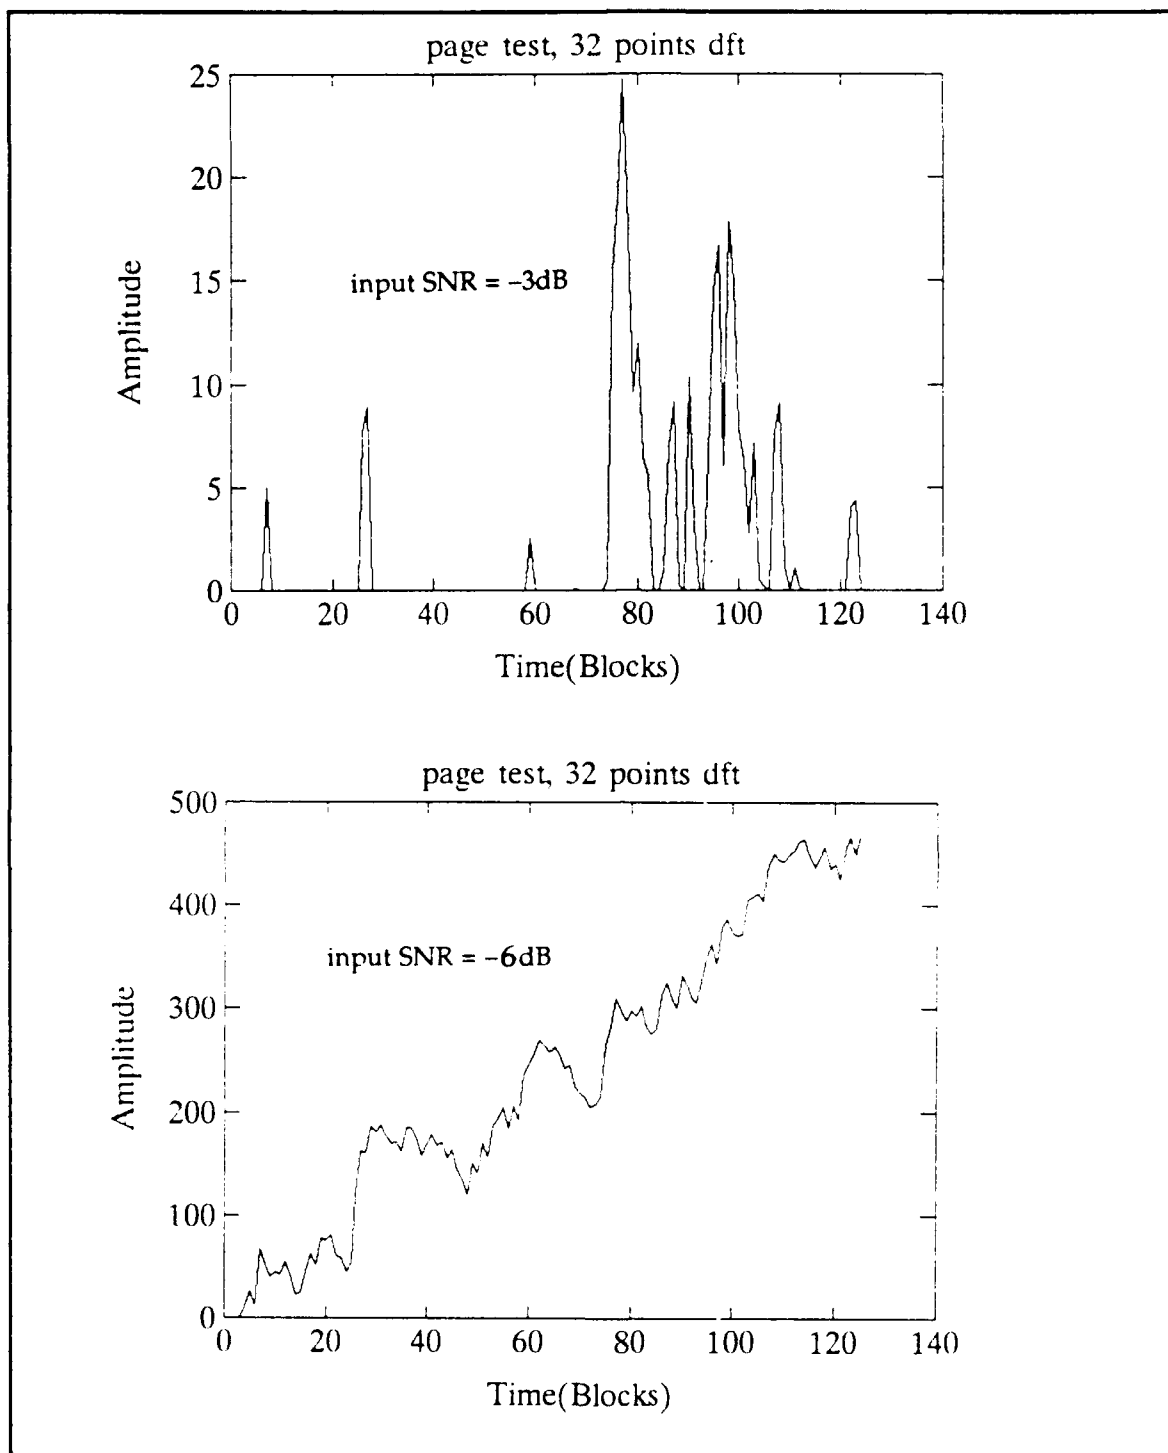 page test, 32 points dft
25
20
15
10
5
0
input SNR = −3dB
Amplitude
0 20 40 60 80 100 120 140
Time(Blocks)
page test, 32 points dft
500
400
300
200
100
0
input SNR = −6dB
Amplitude
0 20 40 60 80 100 120 140
Time(Blocks)